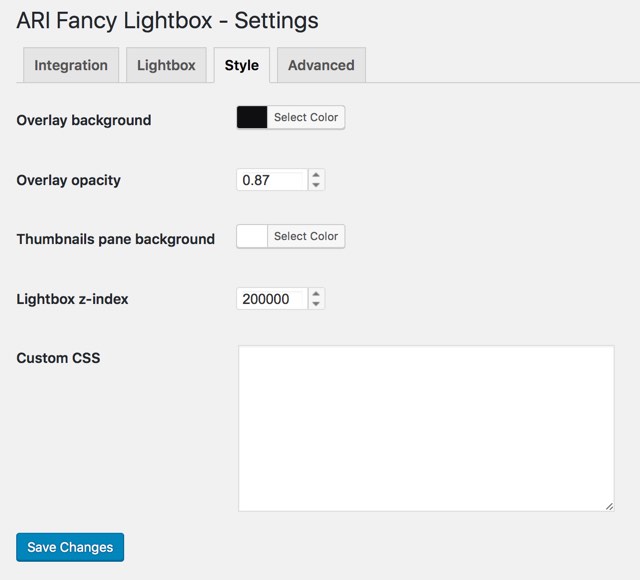 ARI Fancy Lightbox - Settings
Integration Lightbox Style Advanced
Overlay background Select Color
Overlay opacity 0.87
Thumbnails pane background Select Color
Lightbox z-index 200000
Custom CSS
Save Changes